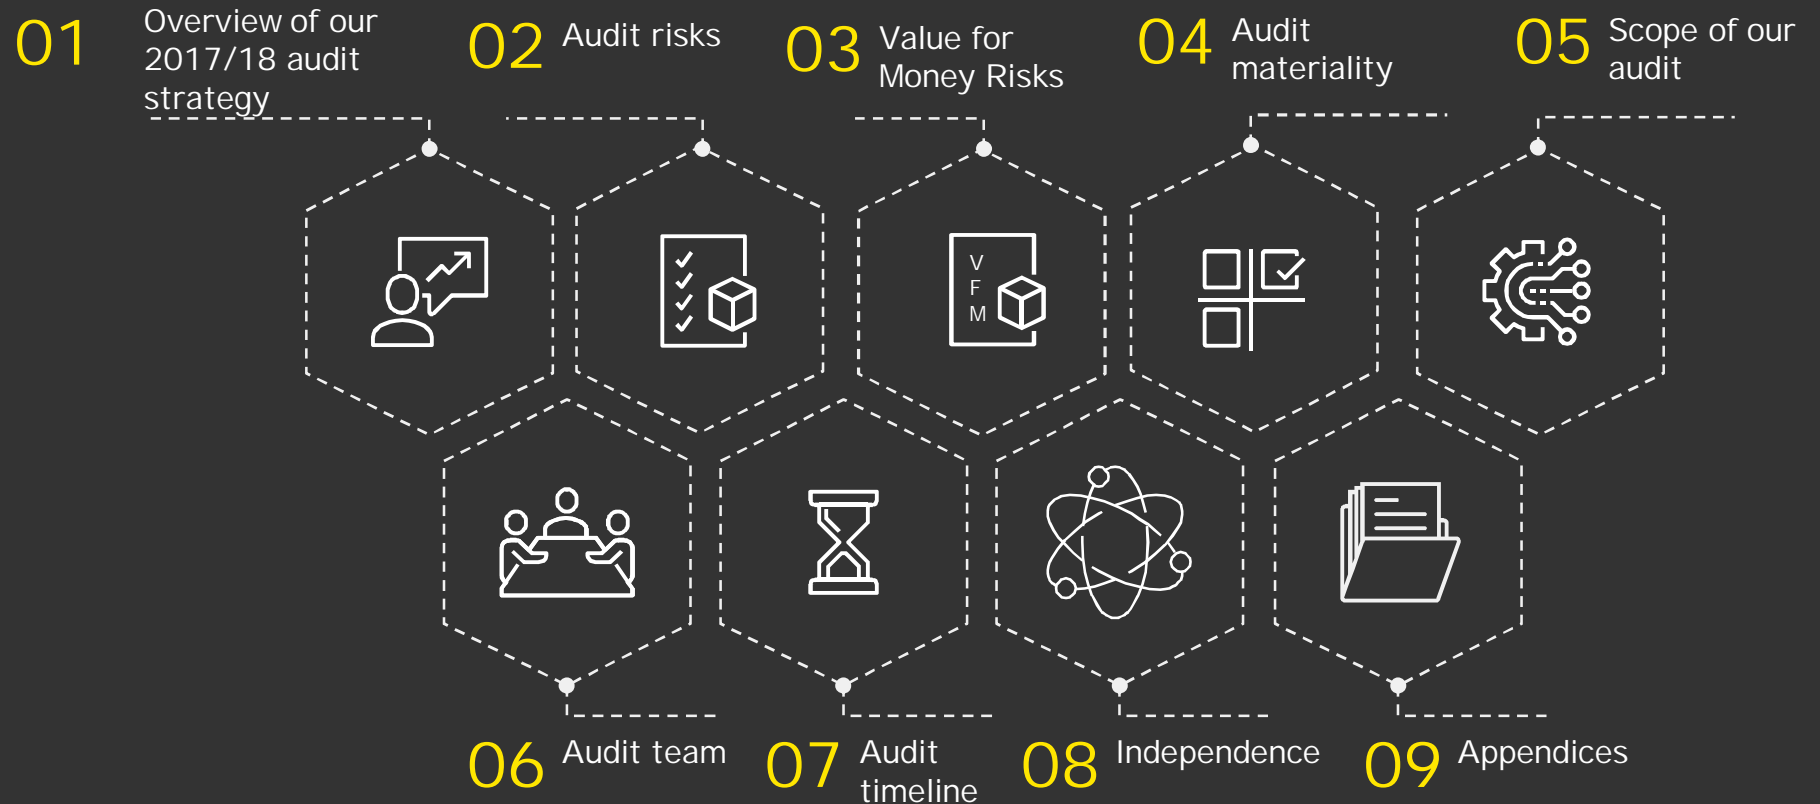 01
Overview of our
2017/18 audit
strategy
02
Audit risks
03
Value for
Money Risks
04
Audit
materiality
05
Scope of our
audit
V
F
M
06
Audit team
07
Audit
timeline
08
Independence
09
Appendices